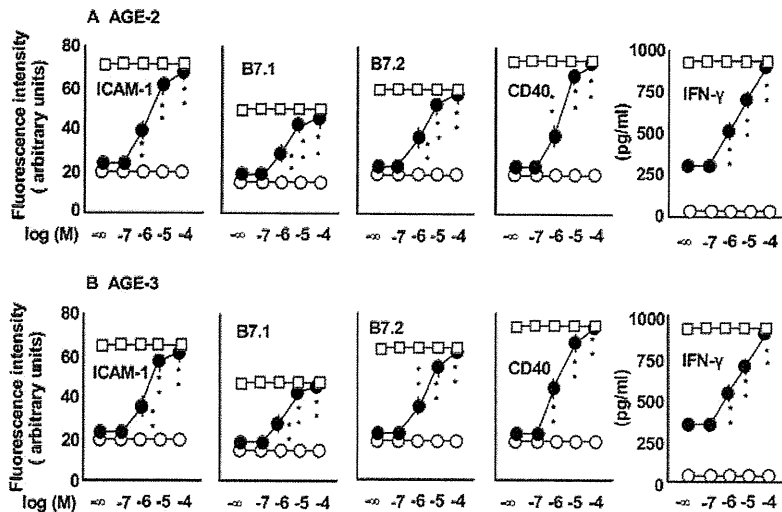 A AGE-2
Fluorescence intensity
( arbitrary units)
80
60
40
20
0
ICAM-1
B7.1
B7.2
CD40
(pg/ml)
1000
750
500
250
0
IFN-γ
log (M) -∞ -7 -6 -5 -4 -∞ -7 -6 -5 -4 -∞ -7 -6 -5 -4 -∞ -7 -6 -5 -4 -∞ -7 -6 -5 -4
B AGE-3
Fluorescence intensity
( arbitrary units)
80
60
40
20
0
ICAM-1
B7.1
B7.2
CD40
(pg/ml)
1000
750
500
250
0
IFN-γ
log (M) -∞ -7 -6 -5 -4 -∞ -7 -6 -5 -4 -∞ -7 -6 -5 -4 -∞ -7 -6 -5 -4 -∞ -7 -6 -5 -4